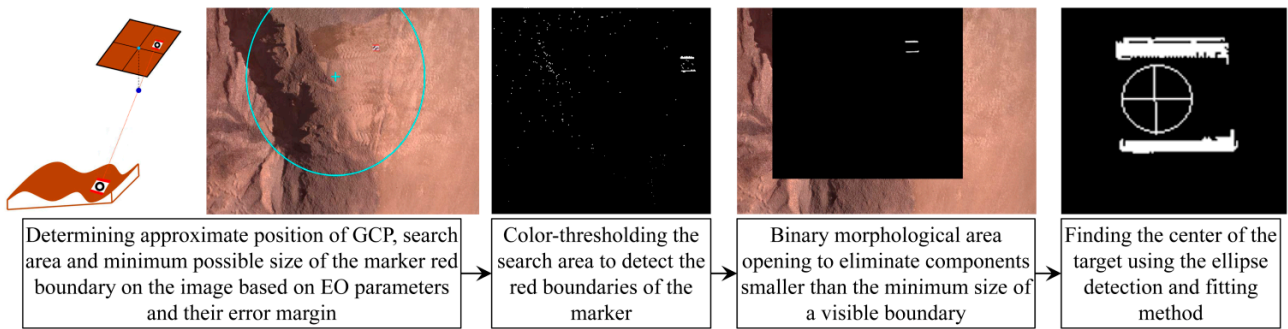 Determining approximate position of GCP, search
area and minimum possible size of the marker red
boundary on the image based on EO parameters
and their error margin
Color-thresholding the
search area to detect the
red boundaries of the
marker
Binary morphological area
opening to eliminate components
smaller than the minimum size of
a visible boundary
Finding the center of the
target using the ellipse
detection and fitting
method